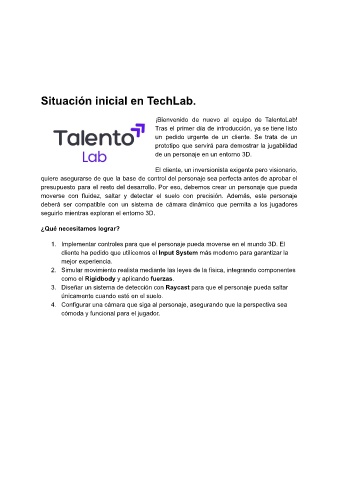 Situación inicial en TechLab.
Talento
Lab
¡Bienvenido de nuevo al equipo de TalentoLab!
Tras el primer día de introducción, ya se tiene listo
un pedido urgente de un cliente. Se trata de un
prototipo que servirá para demostrar la jugabilidad
de un personaje en un entorno 3D.
El cliente, un inversionista exigente pero visionario,
quiere asegurarse de que la base de control del personaje sea perfecta antes de aprobar el
presupuesto para el resto del desarrollo. Por eso, debemos crear un personaje que pueda
moverse con fluidez, saltar y detectar el suelo con precisión. Además, este personaje
deberá ser compatible con un sistema de cámara dinámico que permita a los jugadores
seguirlo mientras exploran el entorno 3D.
¿Qué necesitamos lograr?
1. Implementar controles para que el personaje pueda moverse en el mundo 3D. El
cliente ha pedido que utilicemos el Input System más moderno para garantizar la
mejor experiencia.
2. Simular movimiento realista mediante las leyes de la física, integrando componentes
como el Rigidbody y aplicando fuerzas.
3. Diseñar un sistema de detección con Raycast para que el personaje pueda saltar
únicamente cuando esté en el suelo.
4. Configurar una cámara que siga al personaje, asegurando que la perspectiva sea
cómoda y funcional para el jugador.